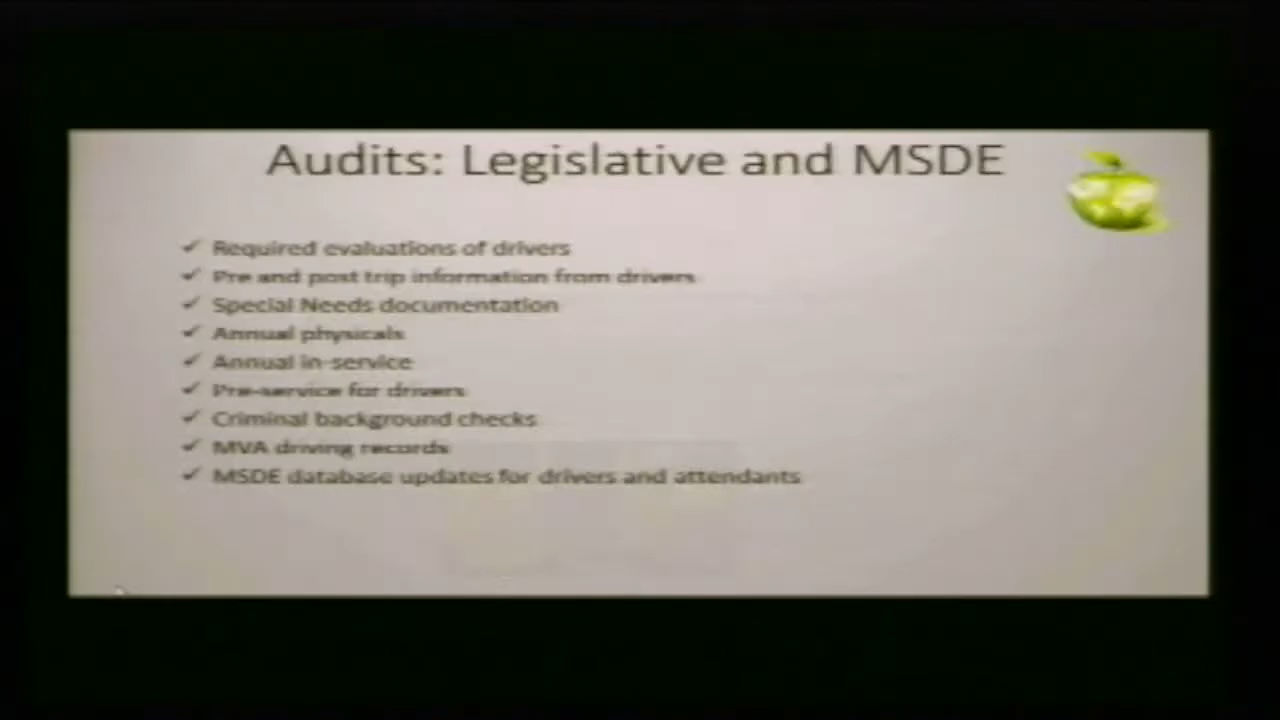 Audits: Legislative and MSDE
✓ Required evaluations of drivers
✓ Pre and post trip information from drivers
✓ Special Needs documentation
✓ Annual physicals
✓ Annual in-service
✓ Pre-service for drivers
✓ Criminal background checks
✓ MVA driving records
✓ MSDE database updates for drivers and attendants